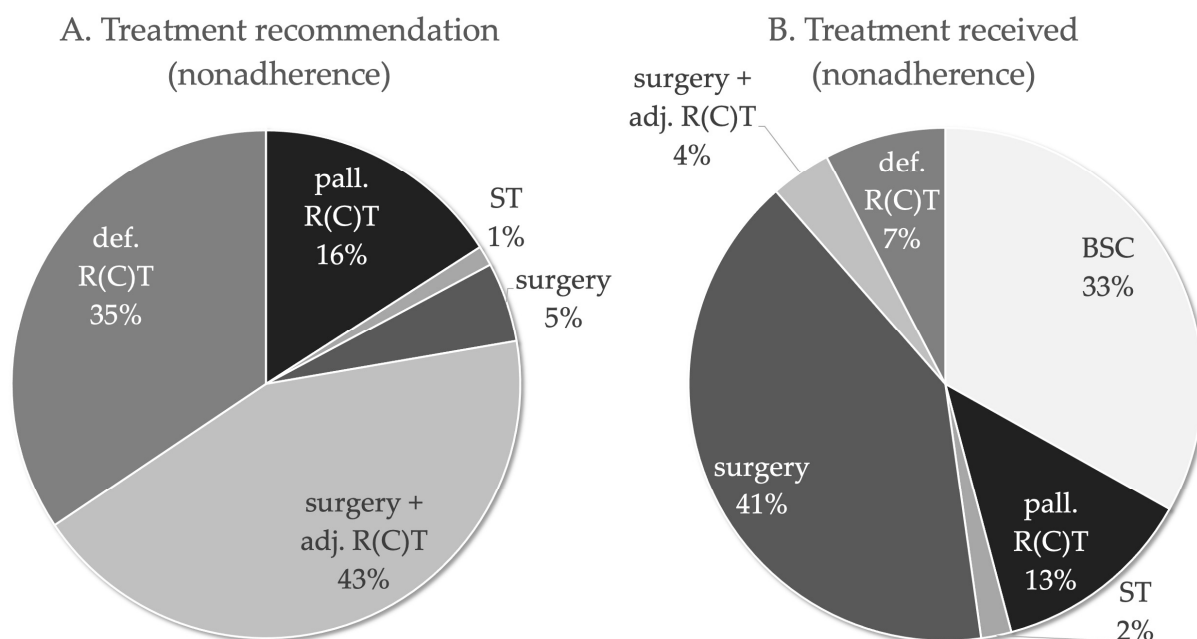 A. Treatment recommendation
(nonadherence)
pall.
R(C)T
16%
ST
1%
surgery
5%
surgery +
adj. R(C)T
43%
def.
R(C)T
35%
B. Treatment received
(nonadherence)
BSC
33%
pall.
R(C)T
13%
ST
2%
surgery
41%
surgery +
adj. R(C)T
4%
def.
R(C)T
7%